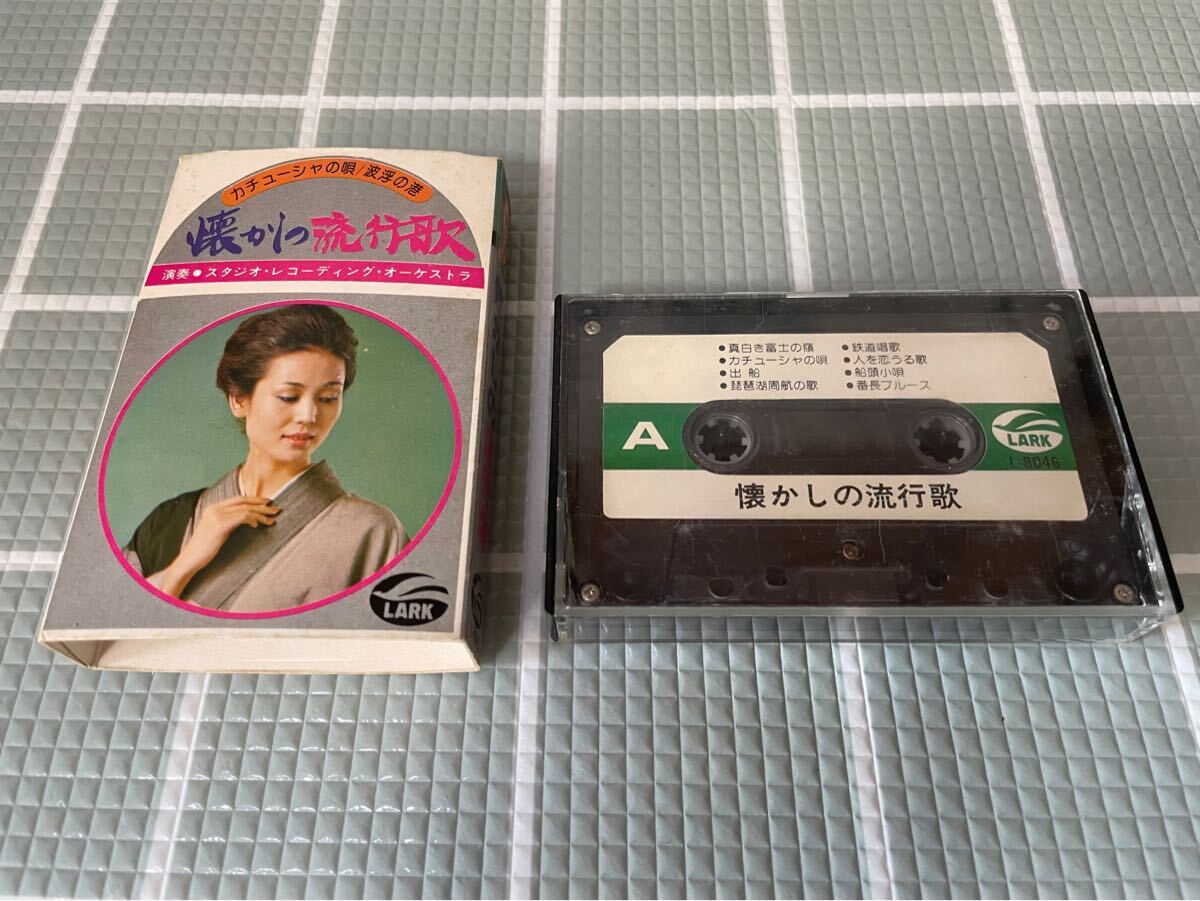 カチューシャの唄/波浮の港
懐かしの流行歌
演奏●スタジオ・レコーディング・オーケストラ
LARK
●真白き富士の嶺
●カチューシャの唄
●出船
●琵琶湖周航の歌
●鉄道唱歌
●人を恋うる歌
●船頭小唄
●番長ブルース
A
LARK
L-8046
懐かしの流行歌